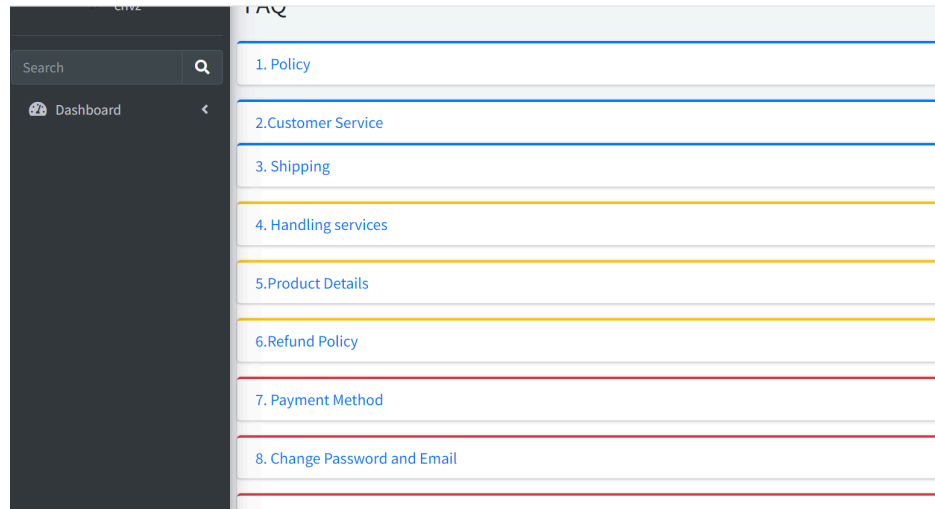 FAQ
Search
Dashboard
1. Policy
2.Customer Service
3. Shipping
4. Handling services
5.Product Details
6.Refund Policy
7. Payment Method
8. Change Password and Email